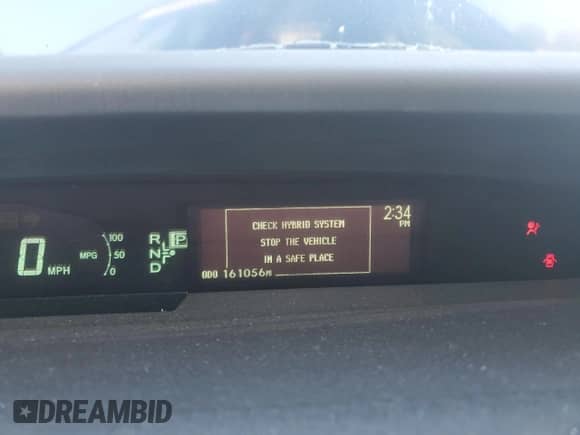 CHECK HYBRID SYSTEM
STOP THE VEHICLE
IN A SAFE PLACE
2:34
PM
ODO 161056M
0 MPH
MPG
100
50
0
R
N
D
P
E
DREAMBID